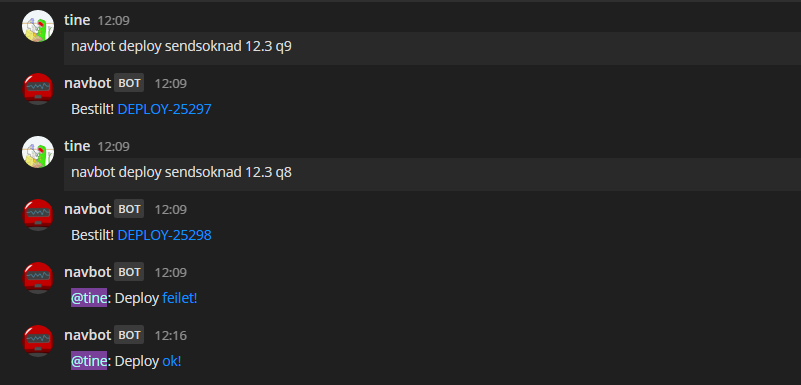 tine 12:09
navbot deploy sendsoknad 12.3 q9
navbot BOT 12:09
Bestilt! DEPLOY-25297
tine 12:09
navbot deploy sendsoknad 12.3 q8
navbot BOT 12:09
Bestilt! DEPLOY-25298
navbot BOT 12:09
@tine: Deploy feilet!
navbot BOT 12:16
@tine: Deploy ok!